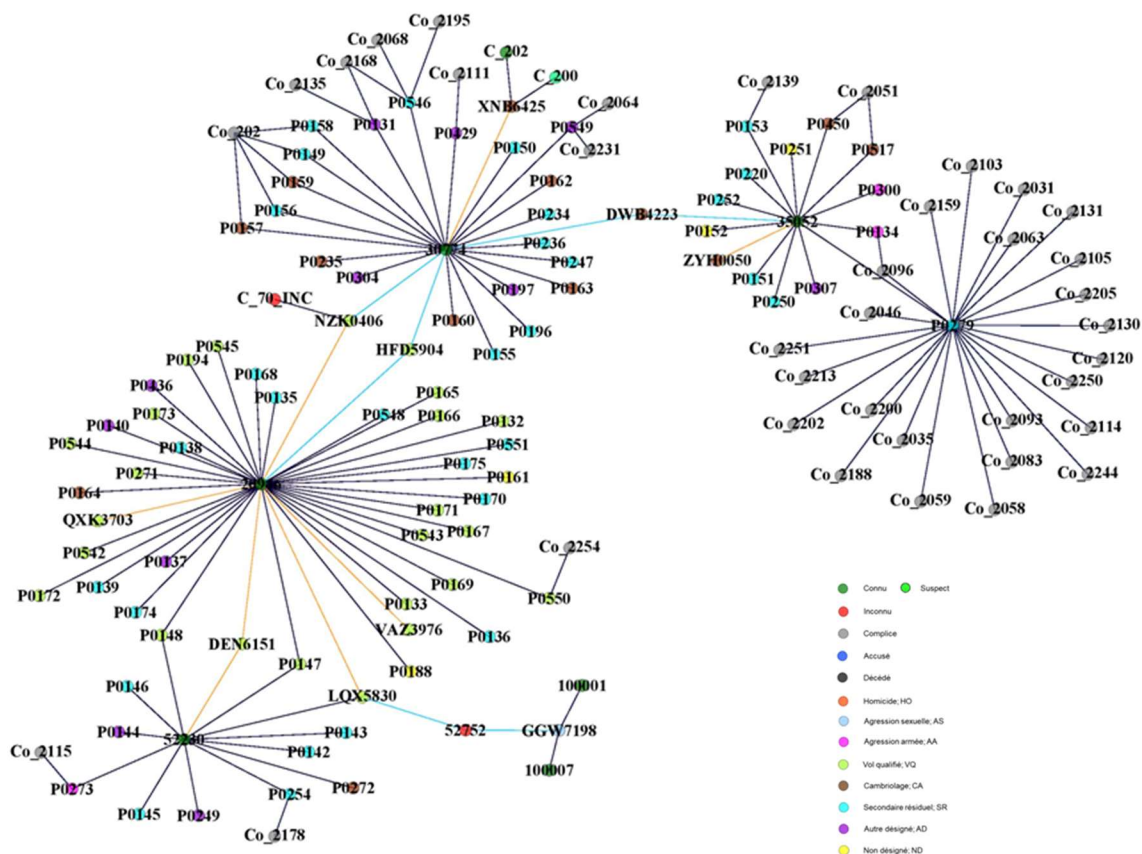 Co_2195
Co_2068
C_202
Co_2168
Co_2111
C_200
Co_2135
XNB6425
P0546
Co_2064
Co_202
P0158
P0131
P0429
P0549
P0149
P0150
Co_2231
P0159
P0162
P0156
P0234
P0157
P0236
P0235
P0247
P0304
P0197
P0163
P0160
P0196
P0155
DWB4223
Co_2139
Co_2051
P0153
P0450
P0251
P0517
P0220
P0252
P0300
P0152
35052
P0134
ZYH0050
P0151
Co_2096
P0307
P0250
Co_2103
Co_2031
Co_2159
Co_2131
Co_2063
Co_2105
Co_2205
Co_2046
P0279
Co_2130
Co_2251
Co_2120
Co_2213
Co_2250
Co_2200
Co_2202
Co_2093
Co_2114
Co_2035
Co_2083
Co_2188
Co_2244
Co_2059
Co_2058
C_70_INC
NZK0406
HFD5904
P0545
P0194
P0168
P0436
P0135
P0165
P0173
P0548
P0166
P0140
P0132
P0544
P0138
P0551
P0175
P0271
P0161
P0164
P0170
QXK3703
P0171
P0167
P0543
P0542
P0137
Co_2254
P0139
P0169
P0172
P0550
P0174
P0133
VAZ3976
P0148
P0136
DEN6151
P0147
P0188
P0146
LQX5830
100001
P0144
P0143
52752
GGW7198
Co_2115
P0142
100007
P0273
P0272
P0254
P0145
P0249
Co_2178
Connu
Suspect
Inconnu
Complice
Accusé
Décédé
Homicide; HO
Agression sexuelle; AS
Agression armée; AA
Vol qualifié; VQ
Cambriolage; CA
Secondaire résiduel; SR
Autre désigné; AD
Non désigné; ND